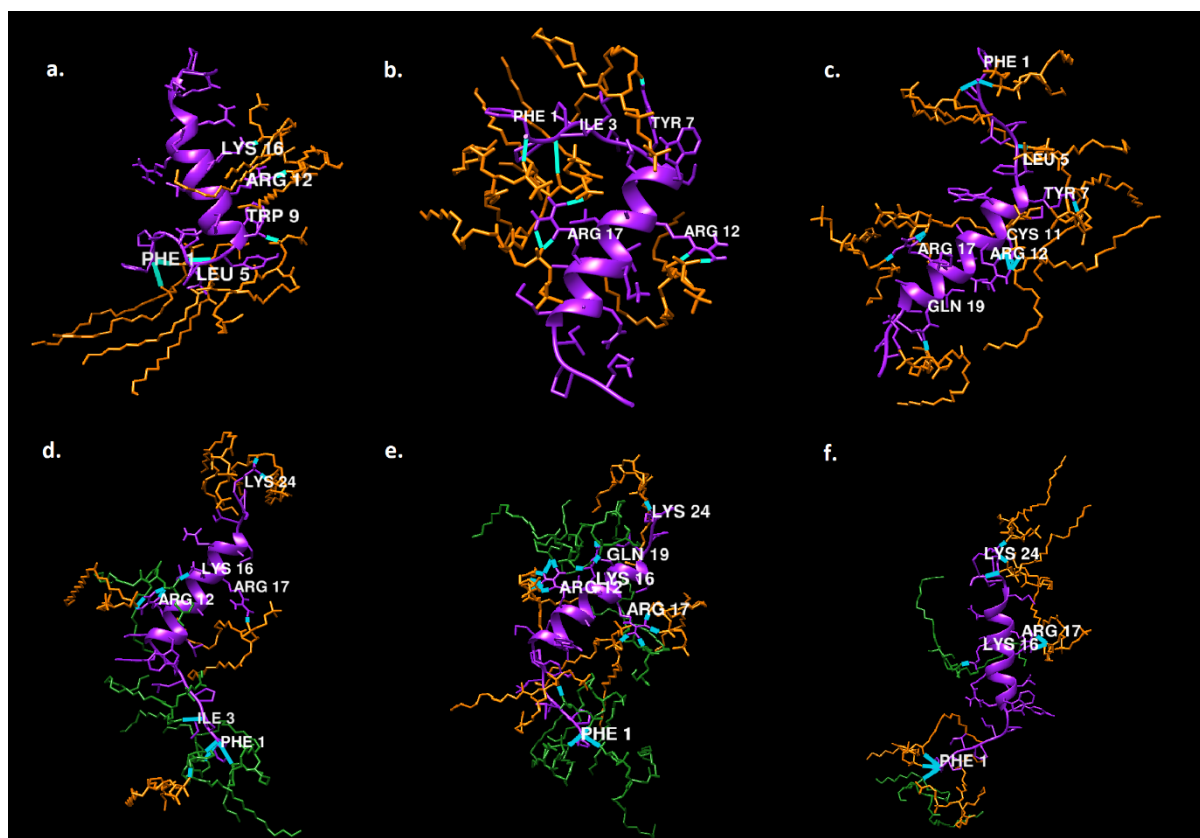 a.
LYS 16
ARG 12
TRP 9
PHE 1
LEU 5
b.
PHE 1
ILE 3
TYR 7
ARG 17
ARG 12
c.
PHE 1
LEU 5
TYR 7
CYS 11
ARG 17
ARG 12
GLN 19
d.
LYS 24
LYS 16
ARG 17
ARG 12
ILE 3
PHE 1
e.
LYS 24
GLN 19
LYS 16
ARG 12
ARG 17
PHE 1
f.
LYS 24
ARG 17
LYS 16
PHE 1